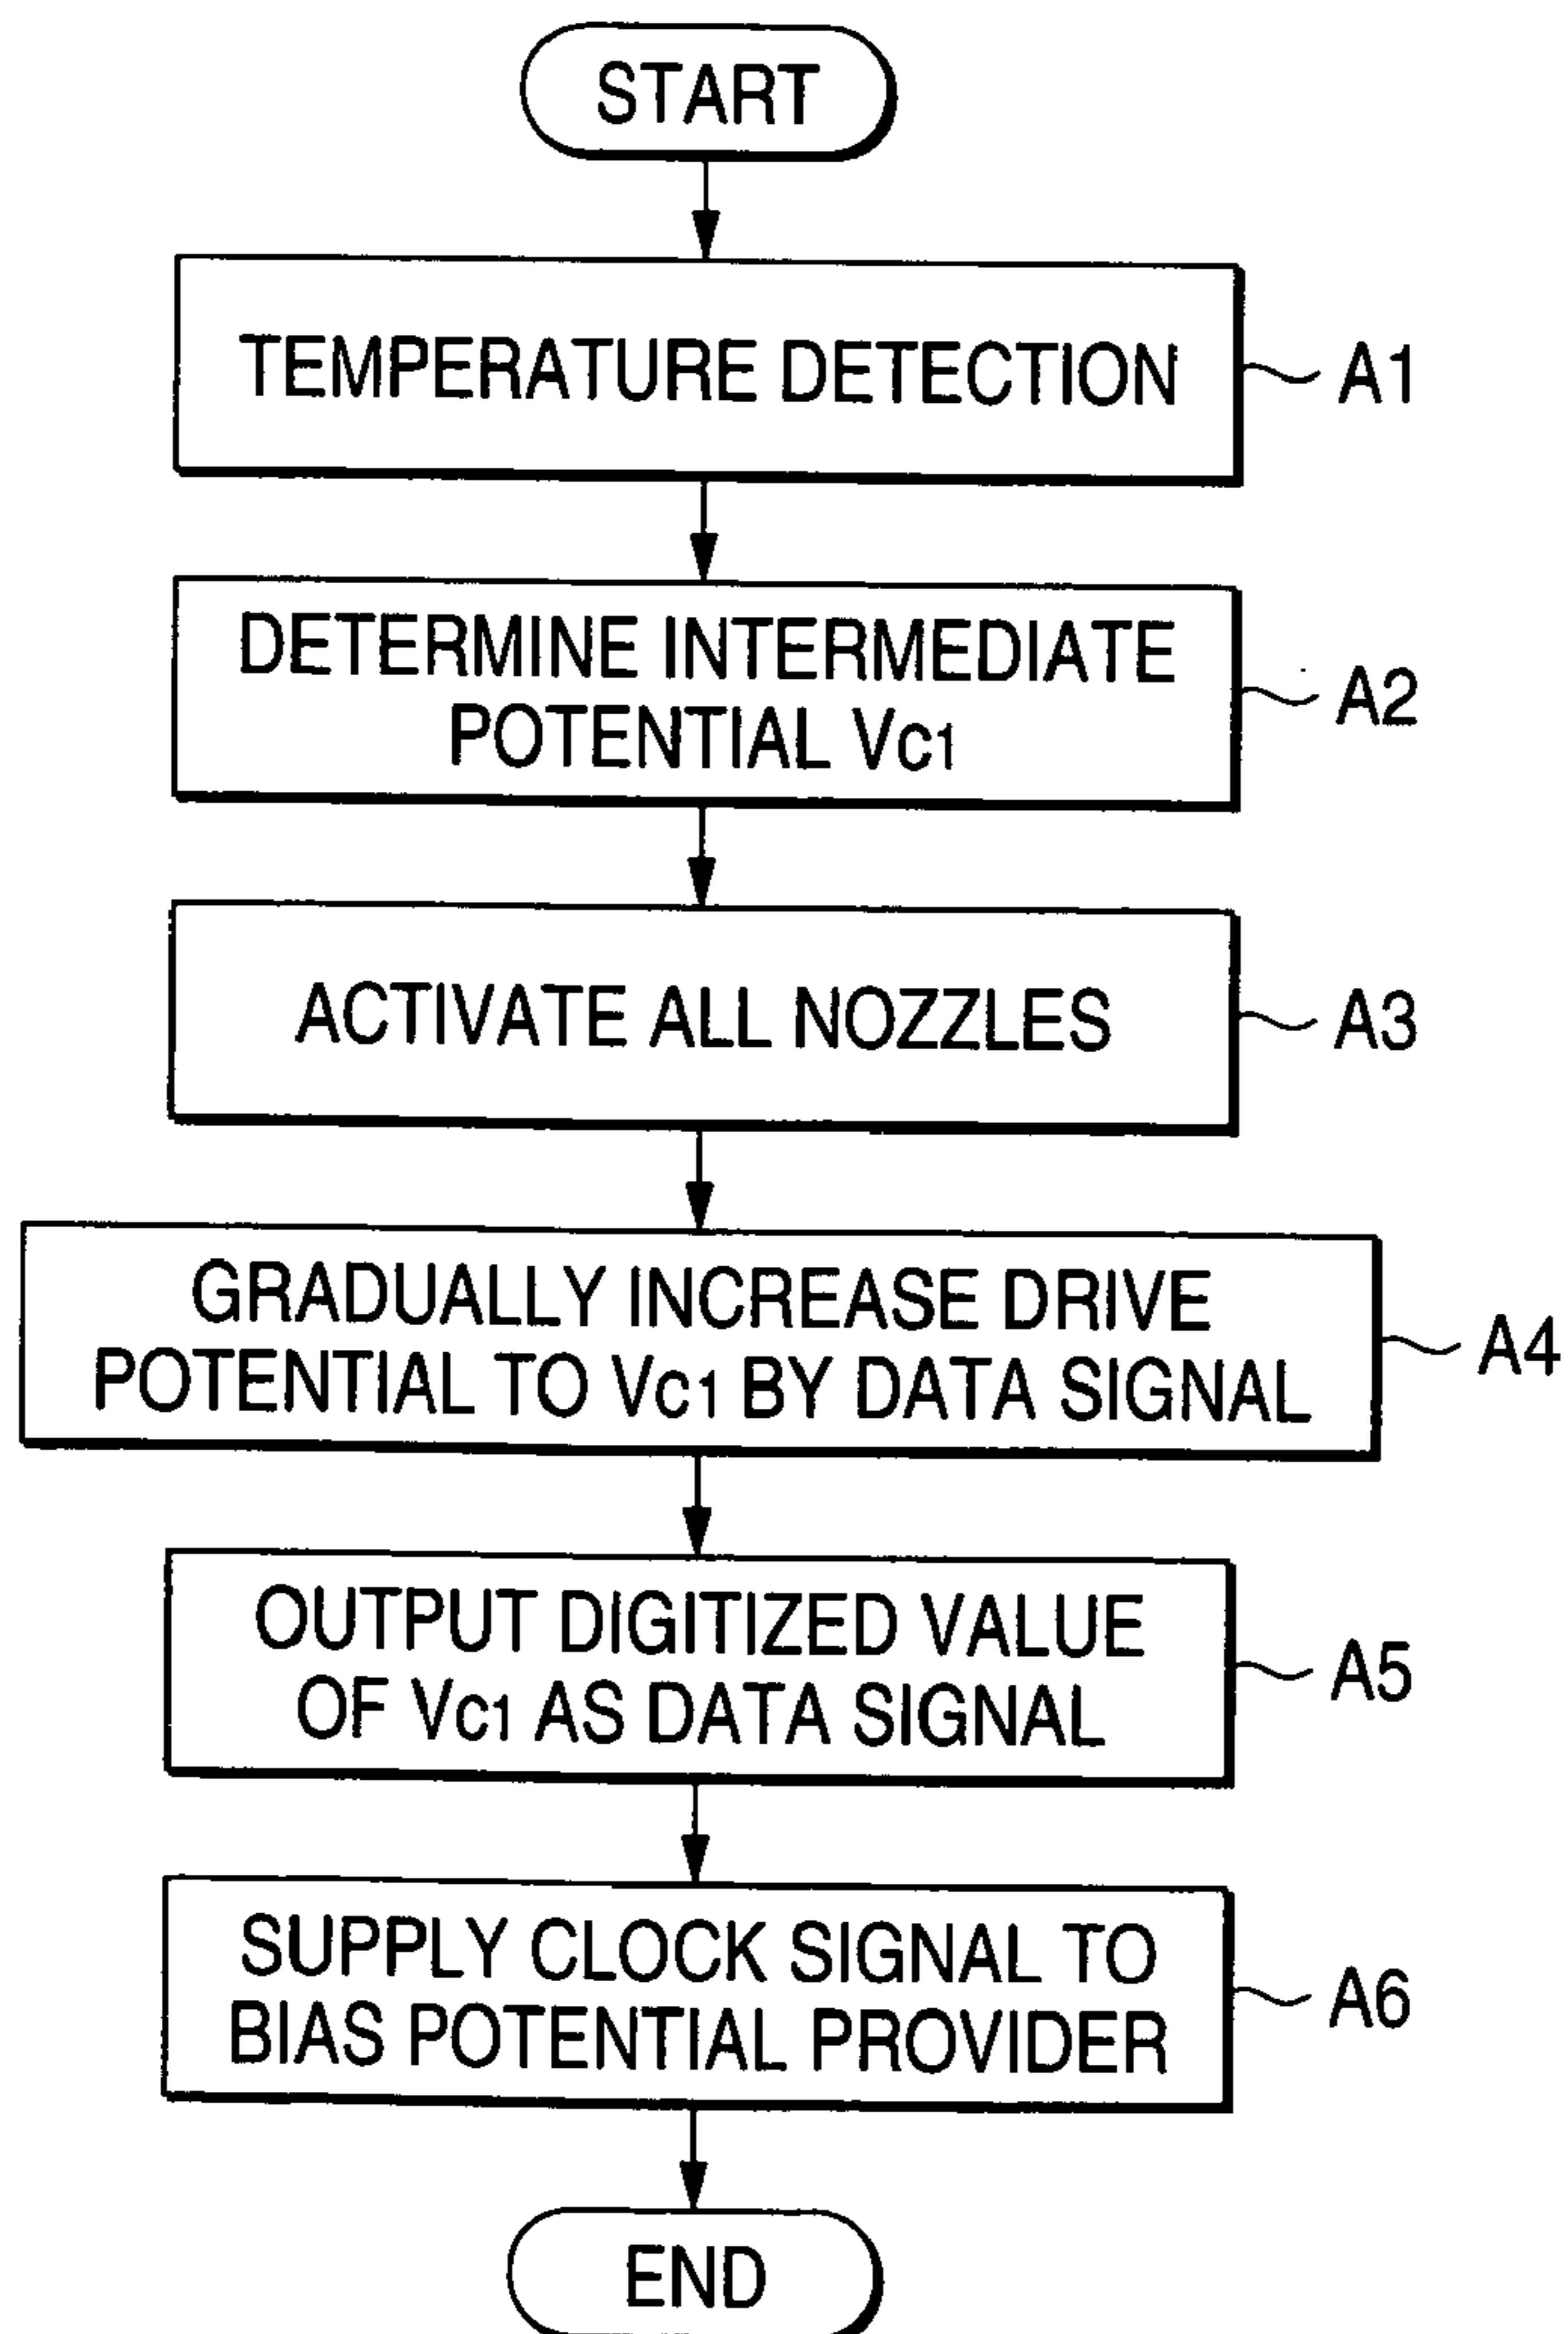 START
TEMPERATURE DETECTION
A1
DETERMINE INTERMEDIATE
POTENTIAL Vc1
A2
ACTIVATE ALL NOZZLES
A3
GRADUALLY INCREASE DRIVE
POTENTIAL TO Vc1 BY DATA SIGNAL
A4
OUTPUT DIGITIZED VALUE
OF Vc1 AS DATA SIGNAL
A5
SUPPLY CLOCK SIGNAL TO
BIAS POTENTIAL PROVIDER
A6
END